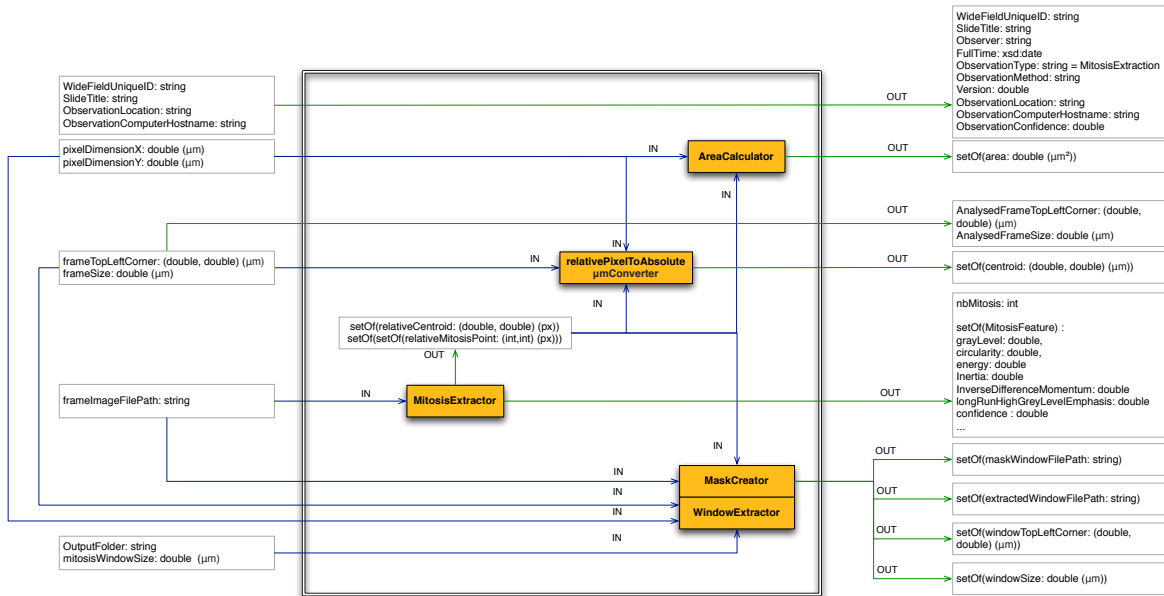 WideFieldUniqueID: string
SlideTitle: string
Observer: string
FullTime: xsd:date
ObservationType: string = MitosisExtraction
ObservationMethod: string
Version: double
ObservationLocation: string
ObservationComputerHostname: string
ObservationConfidence: double
WideFieldUniqueID: string
SlideTitle: string
ObservationLocation: string
ObservationComputerHostname: string
OUT
pixelDimensionX: double (µm)
pixelDimensionY: double (µm)
IN
AreaCalculator
OUT
setOf(area: double (µm²))
IN
OUT
AnalysedFrameTopLeftCorner: (double,
double) (µm)
AnalysedFrameSize: double (µm)
IN
frameTopLeftCorner: (double, double) (µm)
frameSize: double (µm)
IN
relativePixelToAbsolute
µmConverter
OUT
setOf(centroid: (double, double) (µm))
IN
setOf(relativeCentroid: (double, double) (px))
setOf(setOf(relativeMitosisPoint: (int,int) (px)))
OUT
nbMitosis: int
setOf(MitosisFeature) :
grayLevel: double,
circularity: double,
energy: double
Inertia: double
InverseDifferenceMomentum: double
longRunHighGreyLevelEmphasis: double
confidence : double
...
frameImageFilePath: string
IN
MitosisExtractor
OUT
IN
IN
MaskCreator
OUT
setOf(maskWindowFilePath: string)
IN
OUT
setOf(extractedWindowFilePath: string)
IN
WindowExtractor
OUT
setOf(windowTopLeftCorner: (double,
double) (µm))
OutputFolder: string
mitosisWindowSize: double (µm)
IN
OUT
setOf(windowSize: double (µm))